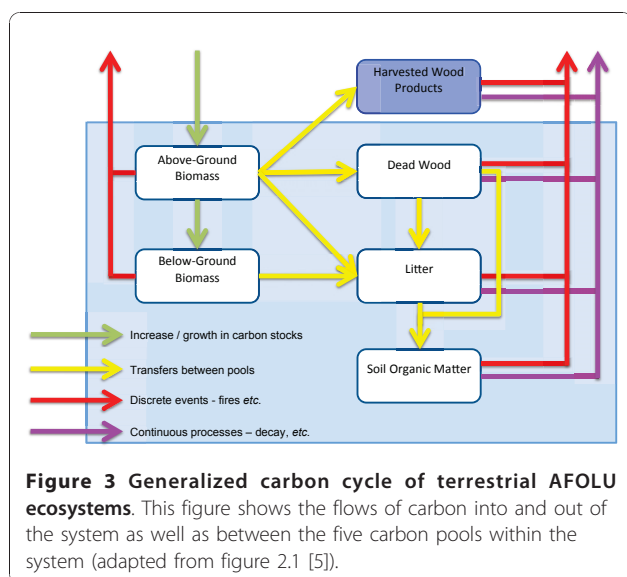 Harvested Wood
Products
Above-Ground
Biomass
Dead Wood
Below-Ground
Biomass
Litter
Soil Organic Matter
Increase / growth in carbon stocks
Transfers between pools
Discrete events - fires etc.
Continuous processes – decay, etc.
Figure 3 Generalized carbon cycle of terrestrial AFOLU
ecosystems. This figure shows the flows of carbon into and out of
the system as well as between the five carbon pools within the
system (adapted from figure 2.1 [5]).